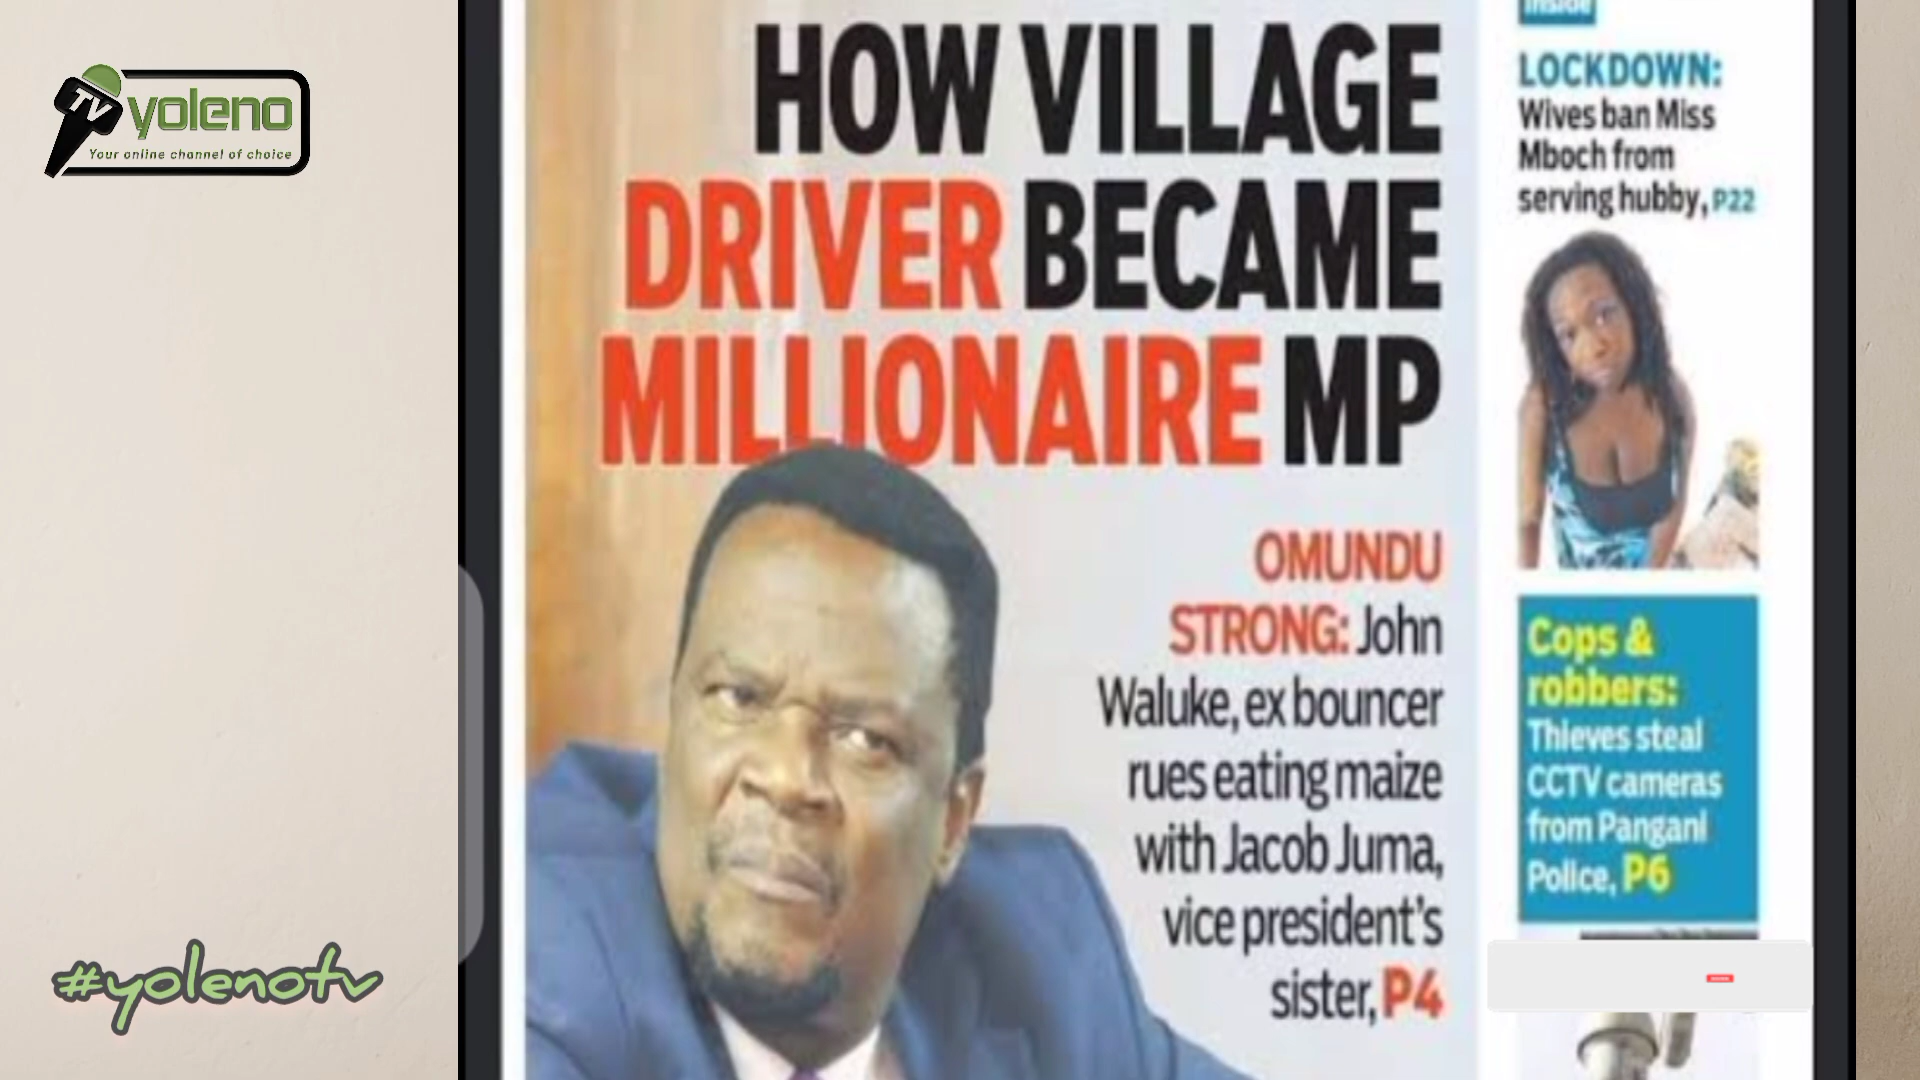 TV yoleno
Your online channel of choice
HOW VILLAGE
DRIVER BECAME
MILLIONAIRE MP
OMUNDU
STRONG: John
Waluke, ex bouncer
rues eating maize
with Jacob Juma,
vice president's
sister, P4
Inside
LOCKDOWN:
Wives ban Miss
Mboch from
serving hubby, P22
Cops &
robbers:
Thieves steal
CCTV cameras
from Pangani
Police, P6
#yolenotv